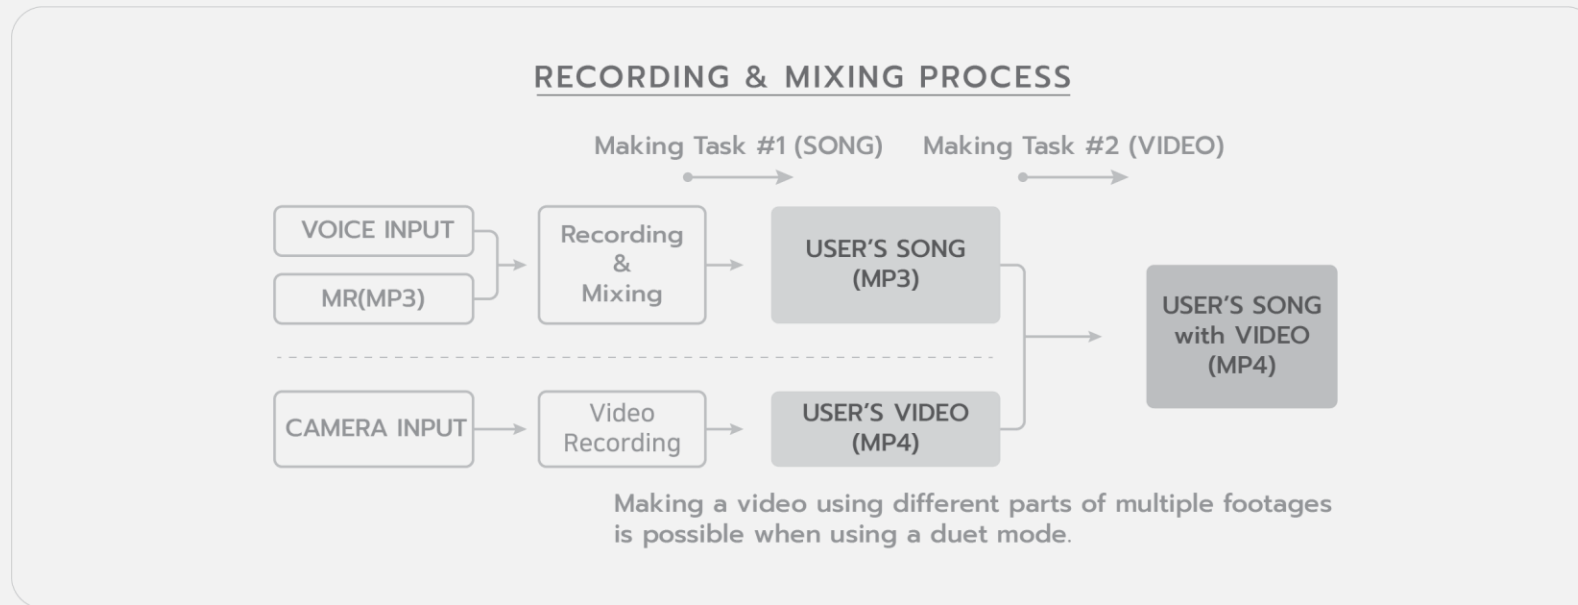 RECORDING & MIXING PROCESS
Making Task #1 (SONG)
Making Task #2 (VIDEO)
VOICE INPUT
MR(MP3)
Recording
&
Mixing
USER’S SONG
(MP3)
USER’S SONG
with VIDEO
(MP4)
CAMERA INPUT
Video
Recording
USER’S VIDEO
(MP4)
Making a video using different parts of multiple footages
is possible when using a duet mode.